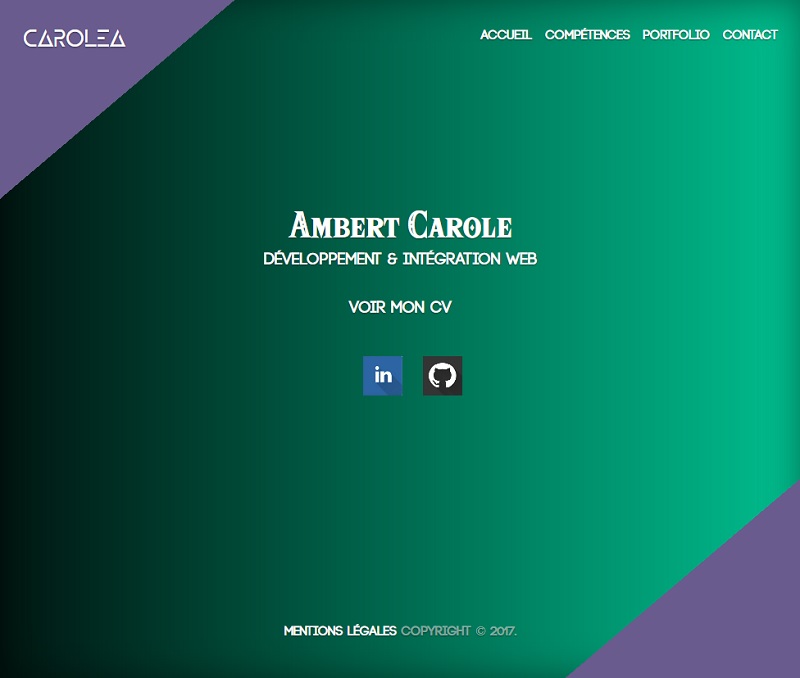 CAROLEA
ACCUEIL COMPÉTENCES PORTFOLIO CONTACT
AMBERT CAROLE
DÉVELOPPEMENT & INTÉGRATION WEB
VOIR MON CV
in
MENTIONS LÉGALES COPYRIGHT © 2017.